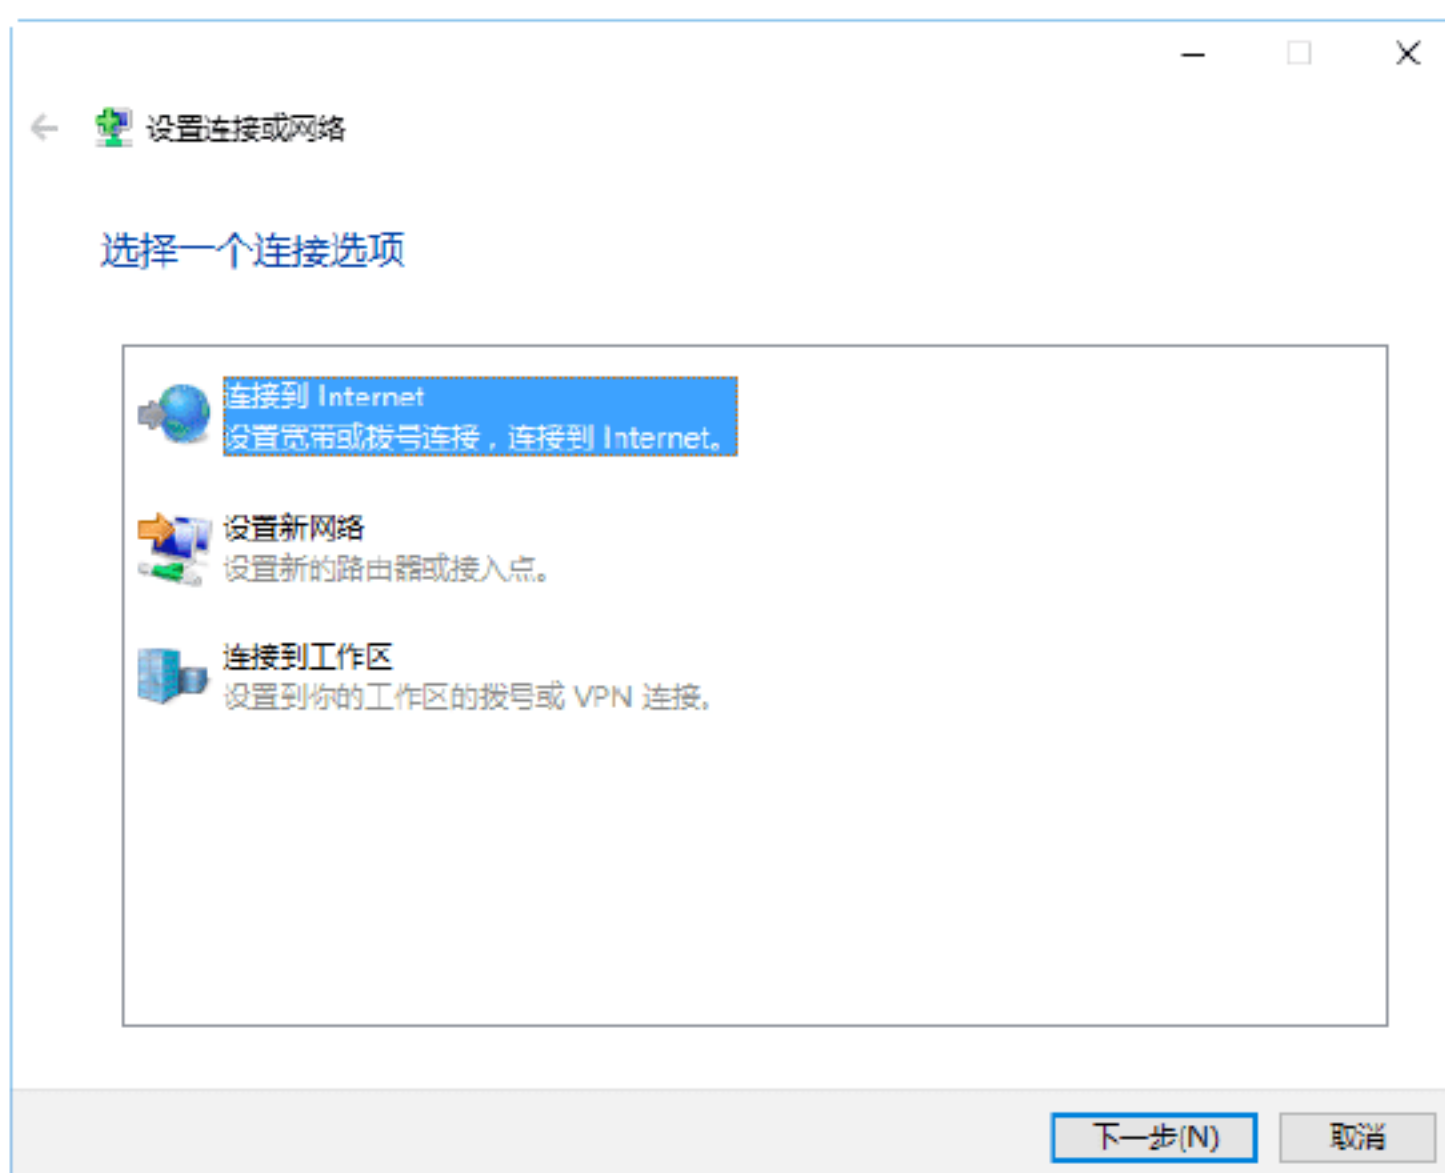 设置连接或网络
选择一个连接选项
连接到 Internet
设置宽带或拨号连接，连接到 Internet。
设置新网络
设置新的路由器或接入点。
连接到工作区
设置到你的工作区的拨号或 VPN 连接。
下一步(N)
取消